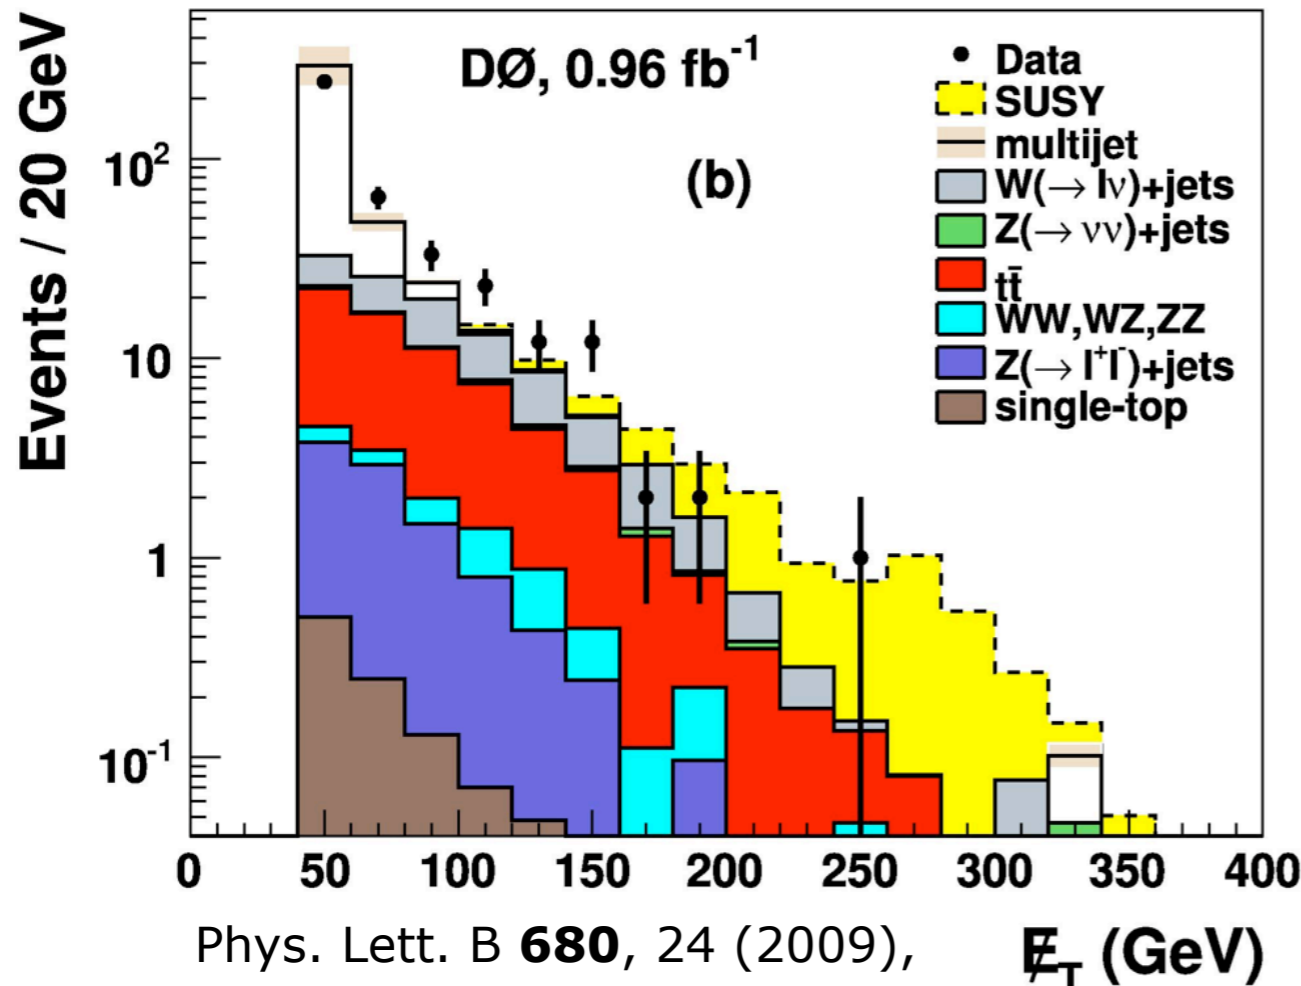 Events / 20 GeV
10²
10
1
10⁻¹
DØ, 0.96 fb⁻¹
(b)
Data
SUSY
multijet
W(→ lν)+jets
Z(→ νν)+jets
tt̄
WW,WZ,ZZ
Z(→ l⁺l⁻)+jets
single-top
0 50 100 150 200 250 300 350 400
Phys. Lett. B 680, 24 (2009), E̸_T (GeV)